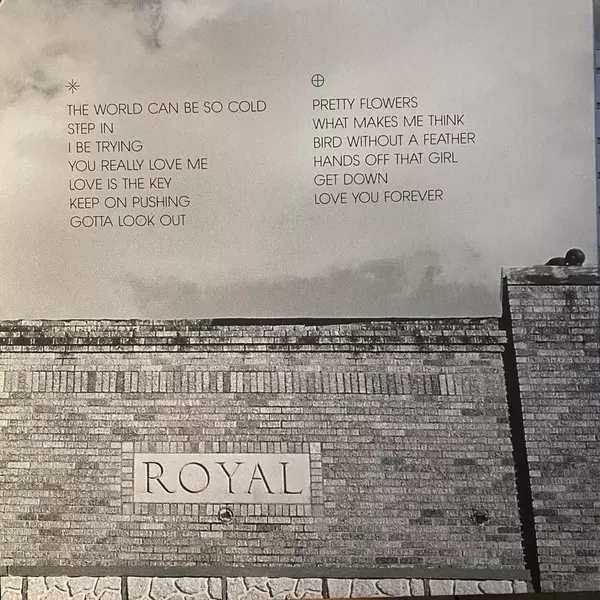 THE WORLD CAN BE SO COLD
STEP IN
I BE TRYING
YOU REALLY LOVE ME
LOVE IS THE KEY
KEEP ON PUSHING
GOTTA LOOK OUT
PRETTY FLOWERS
WHAT MAKES ME THINK
BIRD WITHOUT A FEATHER
HANDS OFF THAT GIRL
GET DOWN
LOVE YOU FOREVER
ROYAL